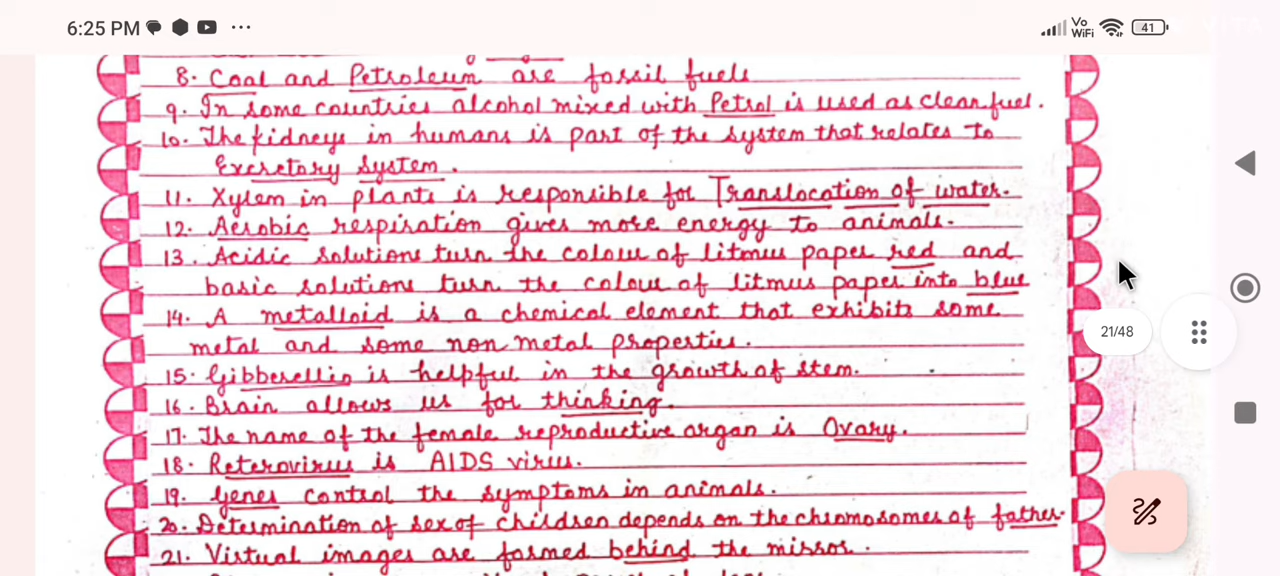 6:25 PM ...
Vo WiFi 41
8. Coal and Petroleum are fossil fuels
9. In some countries alcohol mixed with Petrol is used as clean fuel.
10. The kidneys in humans is part of the system that relates to
Excretory System.
11. Xylem in plants is responsible for Translocation of water.
12. Aerobic respiration gives more energy to animals.
13. Acidic solutions turn the colour of litmus paper red and
basic solutions turn the colour of litmus paper into blue
14. A metalloid is a chemical element that exhibits some
metal and some non metal properties.
21/48
15. Gibberellin is helpful in the growth of stem.
16. Brain allows us for thinking.
17. The name of the female reproductive organ is Ovary.
18. Reterovirus is AIDS virus.
19. Genes control the symptoms in animals.
20. Determination of sex of children depends on the chromosomes of father.
21. Virtual images are formed behind the mirror.